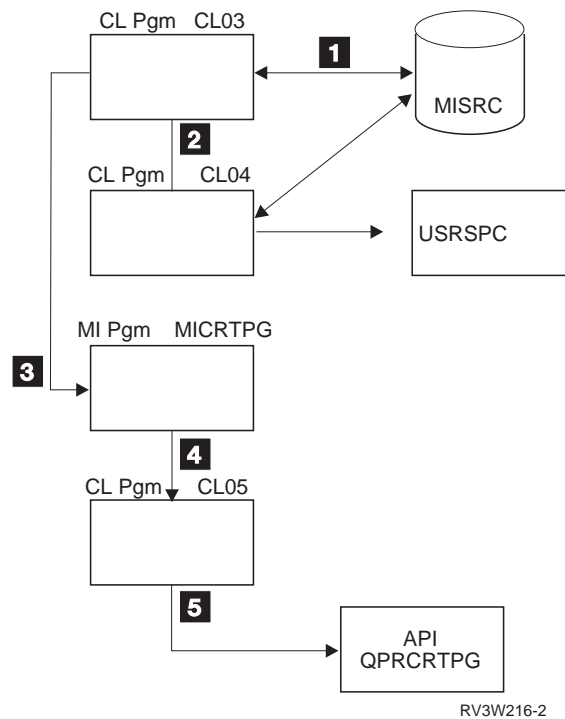 CL Pgm CL03
1
MISRC
2
CL Pgm CL04
USRSPC
MI Pgm MICRTPG
3
4
CL Pgm CL05
5
API
QPRCRTPG
RV3W216-2